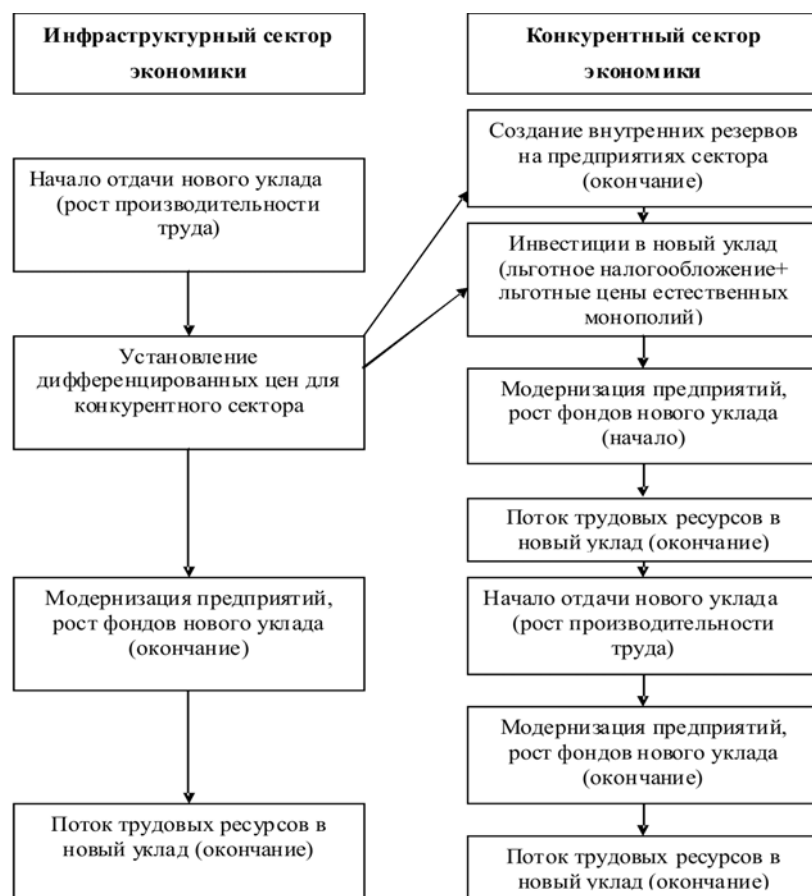 Инфраструктурный сектор
экономики
Начало отдачи нового уклада
(рост производительности
труда)
Установление
дифференцированных цен для
конкурентного сектора
Модернизация предприятий,
рост фондов нового уклада
(окончание)
Поток трудовых ресурсов в
новый уклад (окончание)
Конкурентный сектор
экономики
Создание внутренних резервов
на предприятиях сектора
(окончание)
Инвестиции в новый уклад
(льготное налогообложение+
льготные цены естественных
монополий)
Модернизация предприятий,
рост фондов нового уклада
(начало)
Поток трудовых ресурсов в
новый уклад (окончание)
Начало отдачи нового уклада
(рост производительности
труда)
Модернизация предприятий,
рост фондов нового уклада
(окончание)
Поток трудовых ресурсов в
новый уклад (окончание)